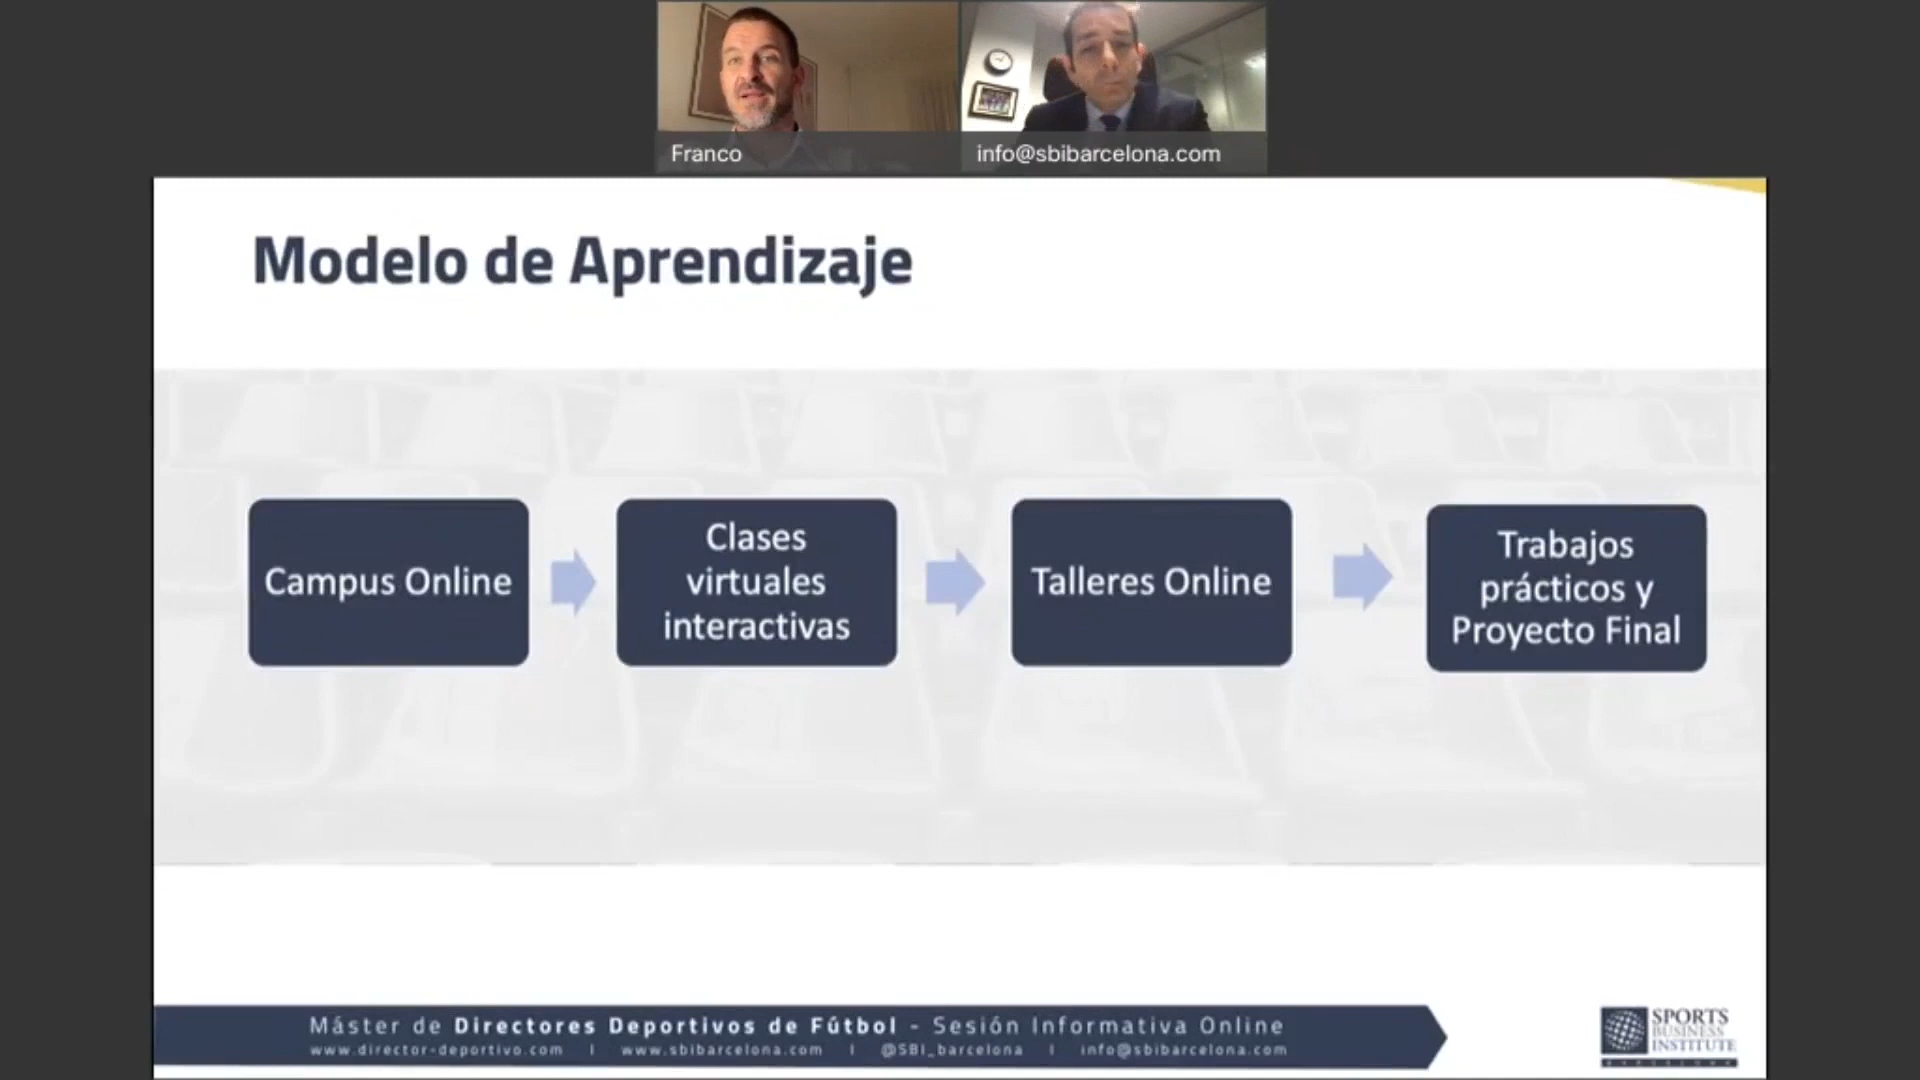 Franco
info@sbibarcelona.com
Modelo de Aprendizaje
Campus Online
Clases
virtuales
interactivas
Talleres Online
Trabajos
prácticos y
Proyecto Final
Máster de Directores Deportivos de Fútbol - Sesión Informativa Online
www.director-deportivo.com | www.sbibarcelona.com | @SBI_barcelona | info@sbibarcelona.com
SPORTS
BUSINESS
INSTITUTE
BARCELONA